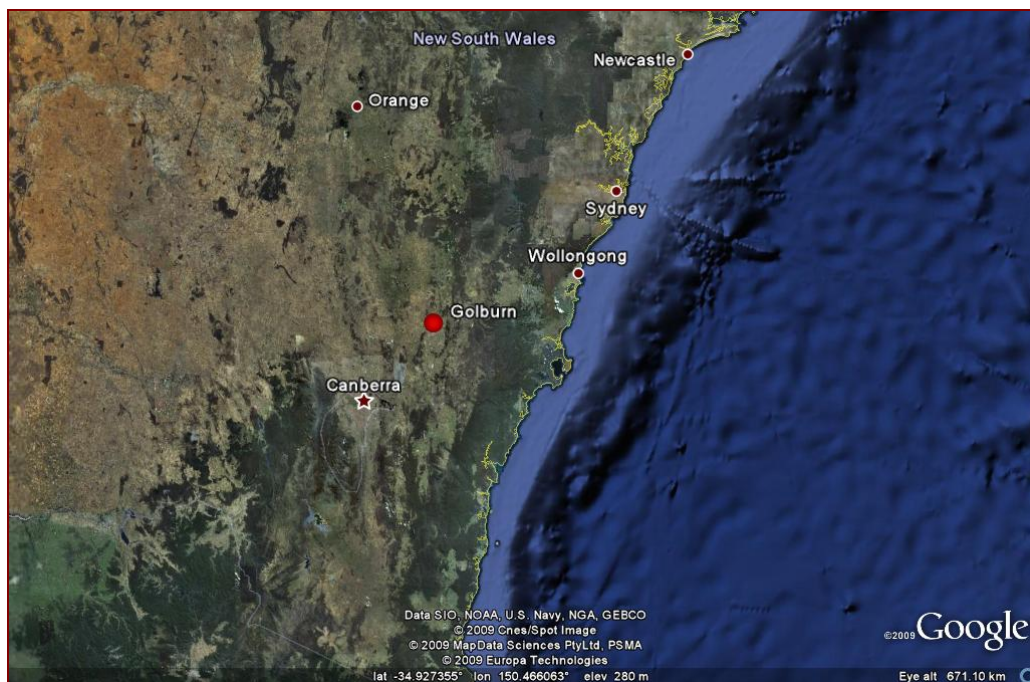 New South Wales
Newcastle
Orange
Sydney
Wollongong
Golburn
Canberra
Data SIO, NOAA, U.S. Navy, NGA, GEBCO
© 2009 Cnes/Spot Image
© 2009 MapData Sciences PtyLtd, PSMA
© 2009 Europa Technologies
©2009 Google
lat -34.927355° lon 150.466063° elev 280 m Eye alt 671.10 km